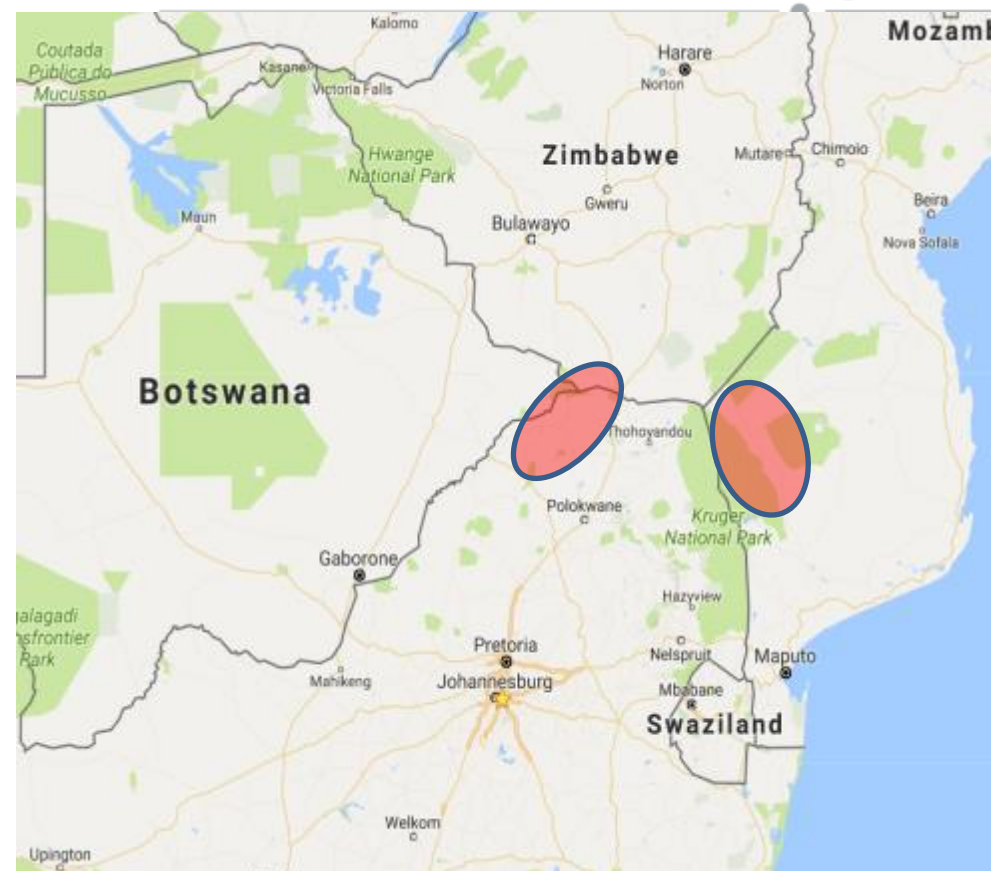 Kalomo
Mozaml
Coutada
Pública do
Mucusso
Kasane
Victoria Falls
Harare
Norton
Hwange
National Park
Zimbabwe
Mutare
Chimoio
Gweru
Beira
Maun
Bulawayo
Nova Sofala
Botswana
Thohoyandou
Polokwane
Kruger
National Park
Gaborone
Hazyview
alagadi
sfrontier
Park
Pretoria
Nelspruit
Maputo
Mahikeng
Johannesburg
Mbabane
Swaziland
Welkom
Upington